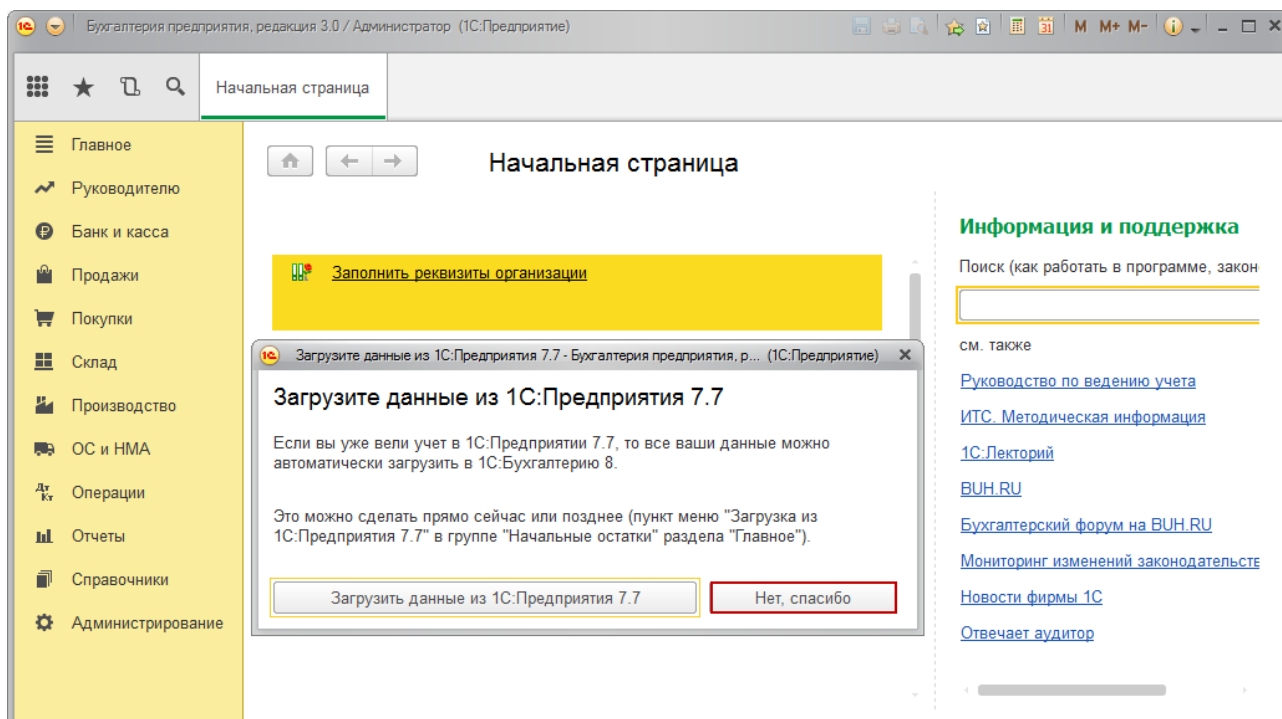 Бухгалтерия предприятия, редакция 3.0 / Администратор (1С:Предприятие)
31 M M+ M-
Начальная страница
Главное
Руководителю
Банк и касса
Продажи
Покупки
Склад
Производство
ОС и НМА
Дт Кт Операции
Отчеты
Справочники
Администрирование
Начальная страница
Заполнить реквизиты организации
Загрузите данные из 1С:Предприятия 7.7 - Бухгалтерия предприятия, р... (1С:Предприятие)
Загрузите данные из 1С:Предприятия 7.7
Если вы уже вели учет в 1С:Предприятии 7.7, то все ваши данные можно
автоматически загрузить в 1С:Бухгалтерию 8.
Это можно сделать прямо сейчас или позднее (пункт меню "Загрузка из
1С:Предприятия 7.7" в группе "Начальные остатки" раздела "Главное").
Загрузить данные из 1С:Предприятия 7.7
Нет, спасибо
Информация и поддержка
Поиск (как работать в программе, закон
см. также
Руководство по ведению учета
ИТС. Методическая информация
1С:Лекторий
BUH.RU
Бухгалтерский форум на BUH.RU
Мониторинг изменений законодательств
Новости фирмы 1С
Отвечает аудитор